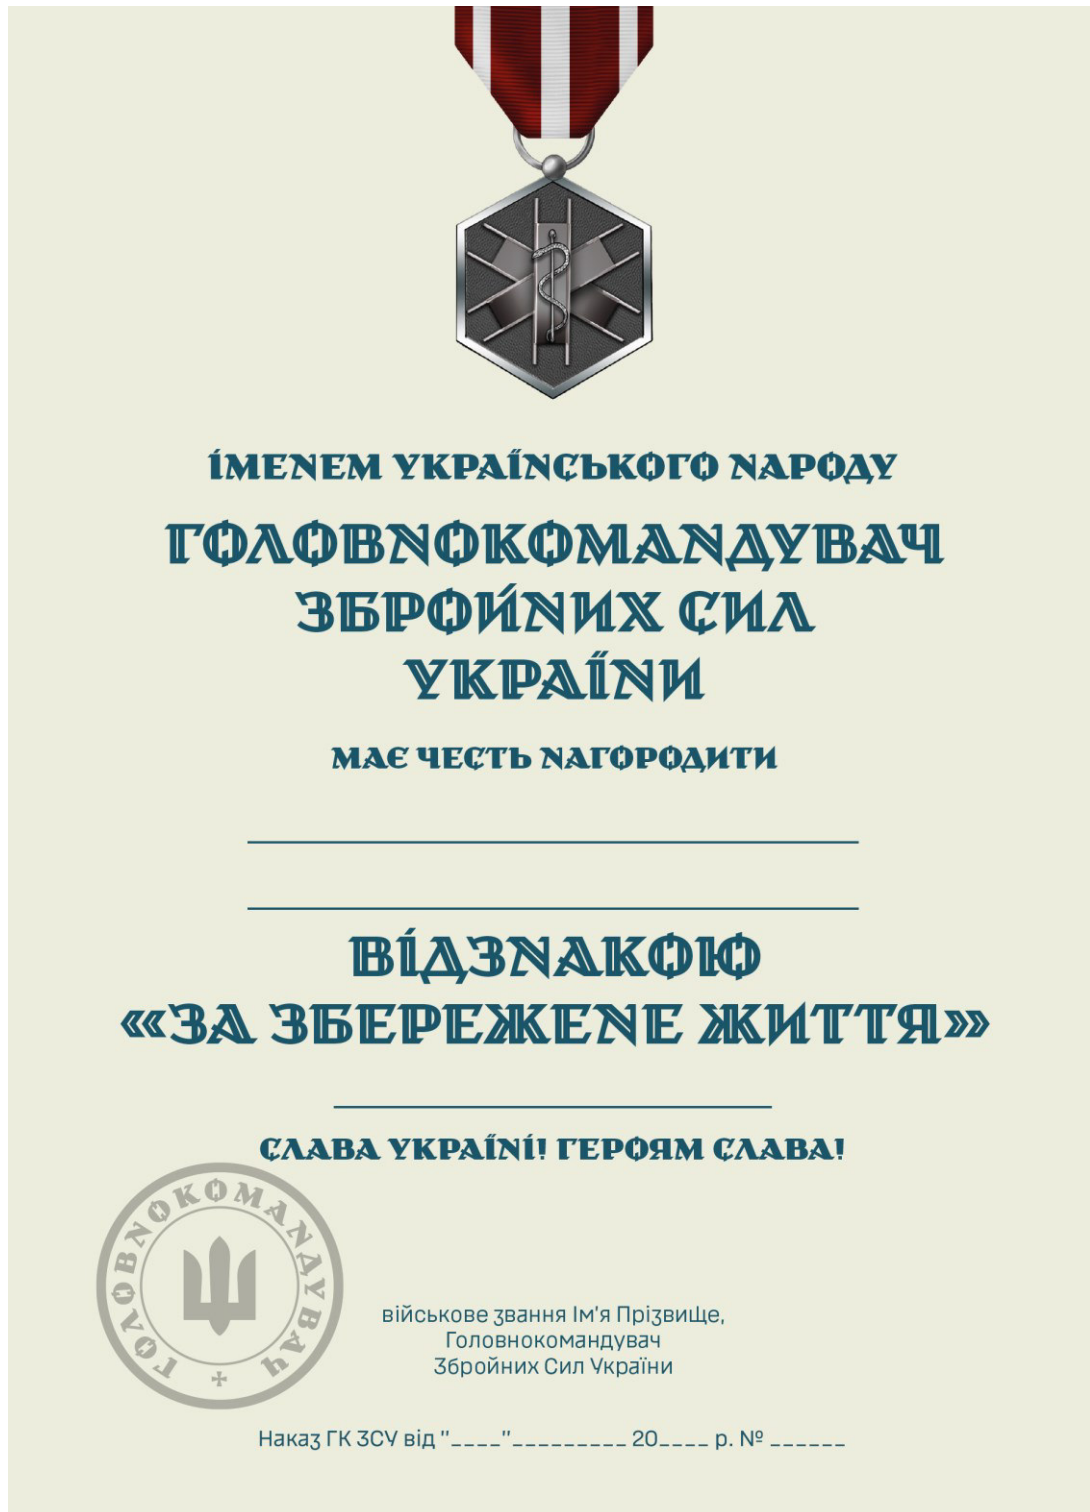 ІМЕНЕМ УКРАЇНСЬКОГО НАРОДУ
ГОЛОВНОКОМАНДУВАЧ
ЗБРОЙНИХ СИЛ
УКРАЇНИ
МАЄ ЧЕСТЬ НАГОРОДИТИ
ВІДЗНАКОЮ
«ЗА ЗБЕРЕЖЕНЕ ЖИТТЯ»
СЛАВА УКРАЇНІ! ГЕРОЯМ СЛАВА!
ГОЛОВНОКОМАНДУВАЧ
військове звання Ім'я Прізвище,
Головнокомандувач
Збройних Сил України
Наказ ГК ЗСУ від "____"_________ 20____ р. № ______